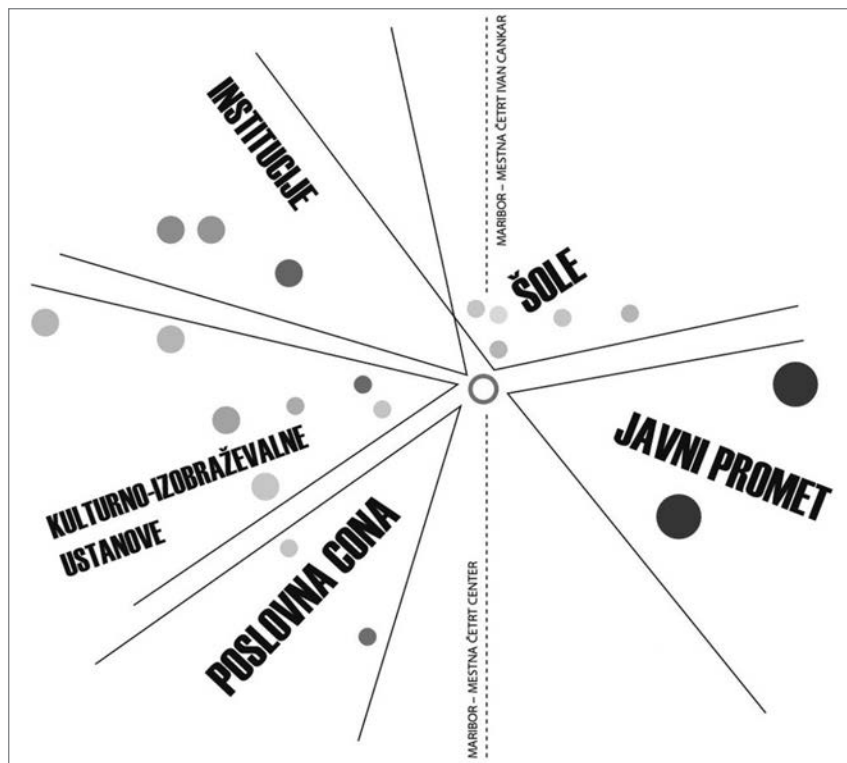 INSTITUCIJE
MARIBOR – MESTNA ČETRT IVAN CANKAR
ŠOLE
JAVNI PROMET
KULTURNO-IZOBRAŽEVALNE
USTANOVE
POSLOVNA CONA
MARIBOR – MESTNA ČETRT CENTER